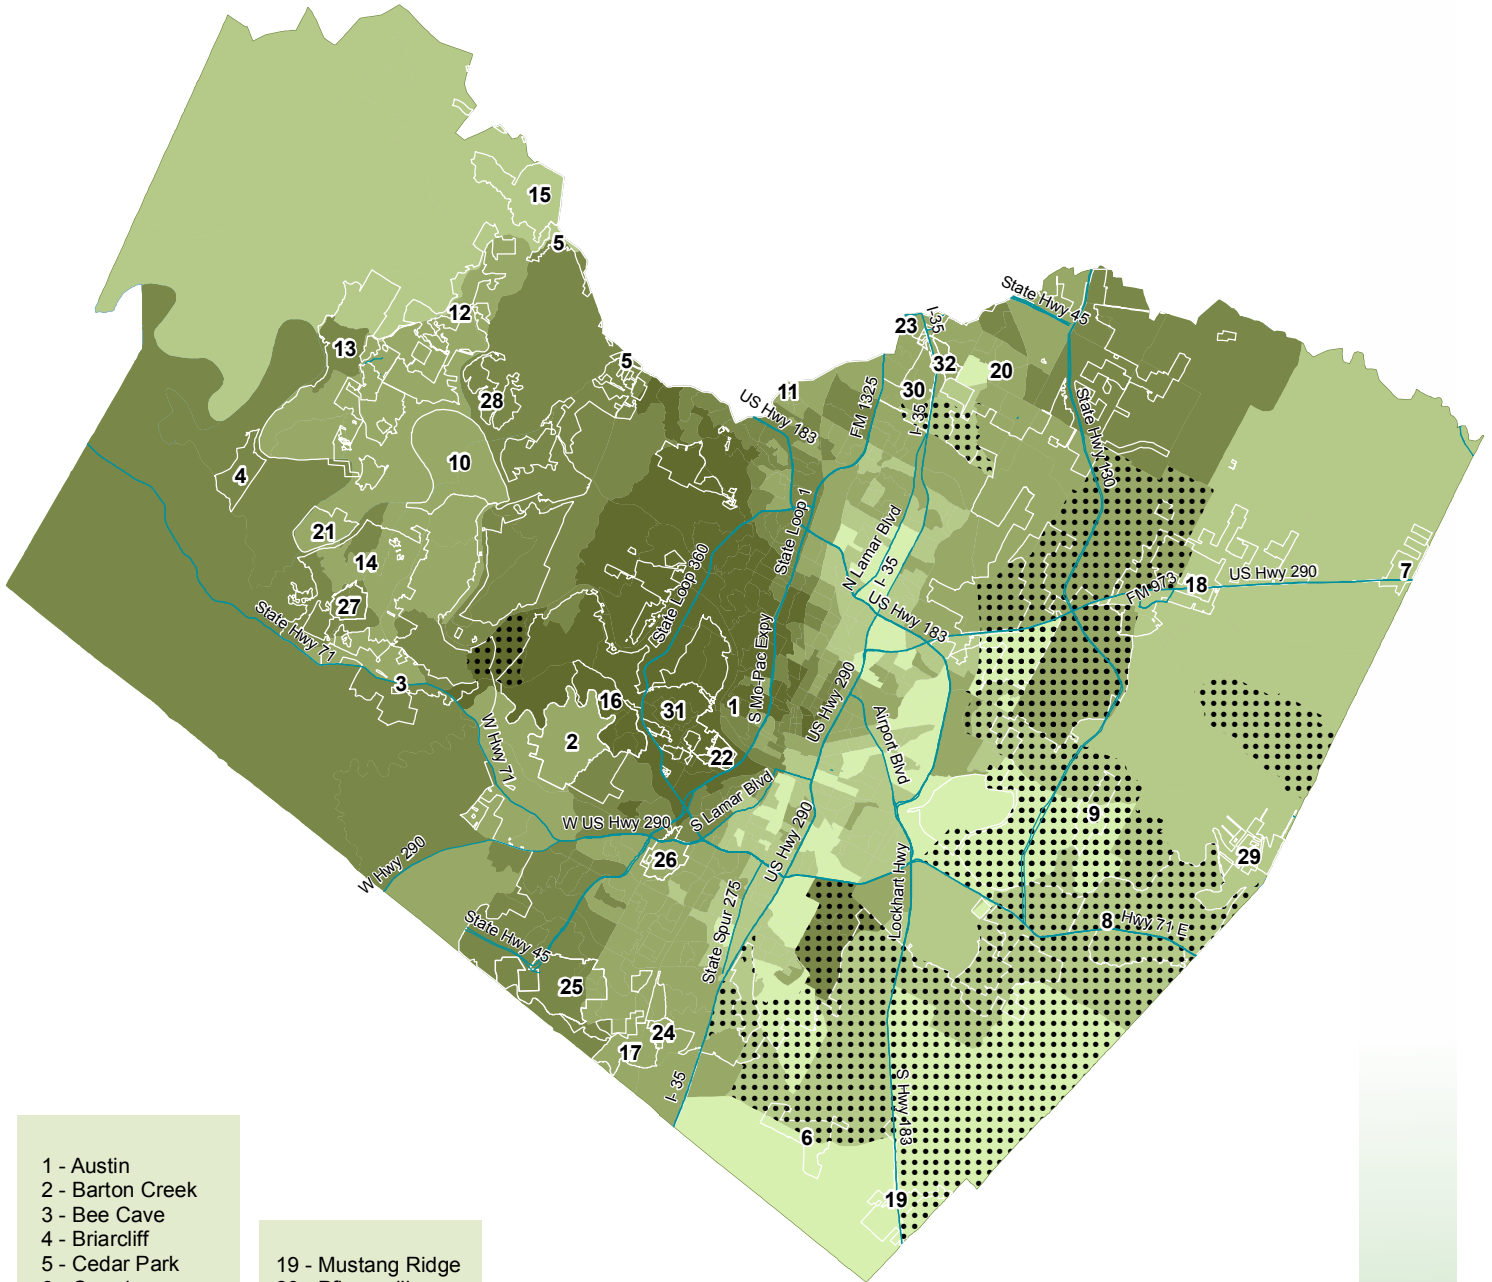 15
5
12
13
5
28
10
4
21
14
27
State Hwy 71
3
W Hwy 71
2
16
31
1
22
State Loop 360
S Mo-Pac Expy
State Loop 1
US Hwy 183
11
FM 1325
23
I-35
32
30
I-35
20
State Hwy 45
State Hwy 130
N Lamar Blvd
I-35
US Hwy 183
FM 973
18
US Hwy 290
7
US Hwy 290
Airport Blvd
S Lamar Blvd
W US Hwy 290
26
US Hwy 290
W Hwy 290
State Hwy 45
25
24
17
State Spur 275
I-35
Lockhart Hwy
9
29
8
Hwy 71 E
S Hwy 183
6
19
1 - Austin
2 - Barton Creek
3 - Bee Cave
4 - Briarcliff
5 - Cedar Park
19 - Mustang Ridge